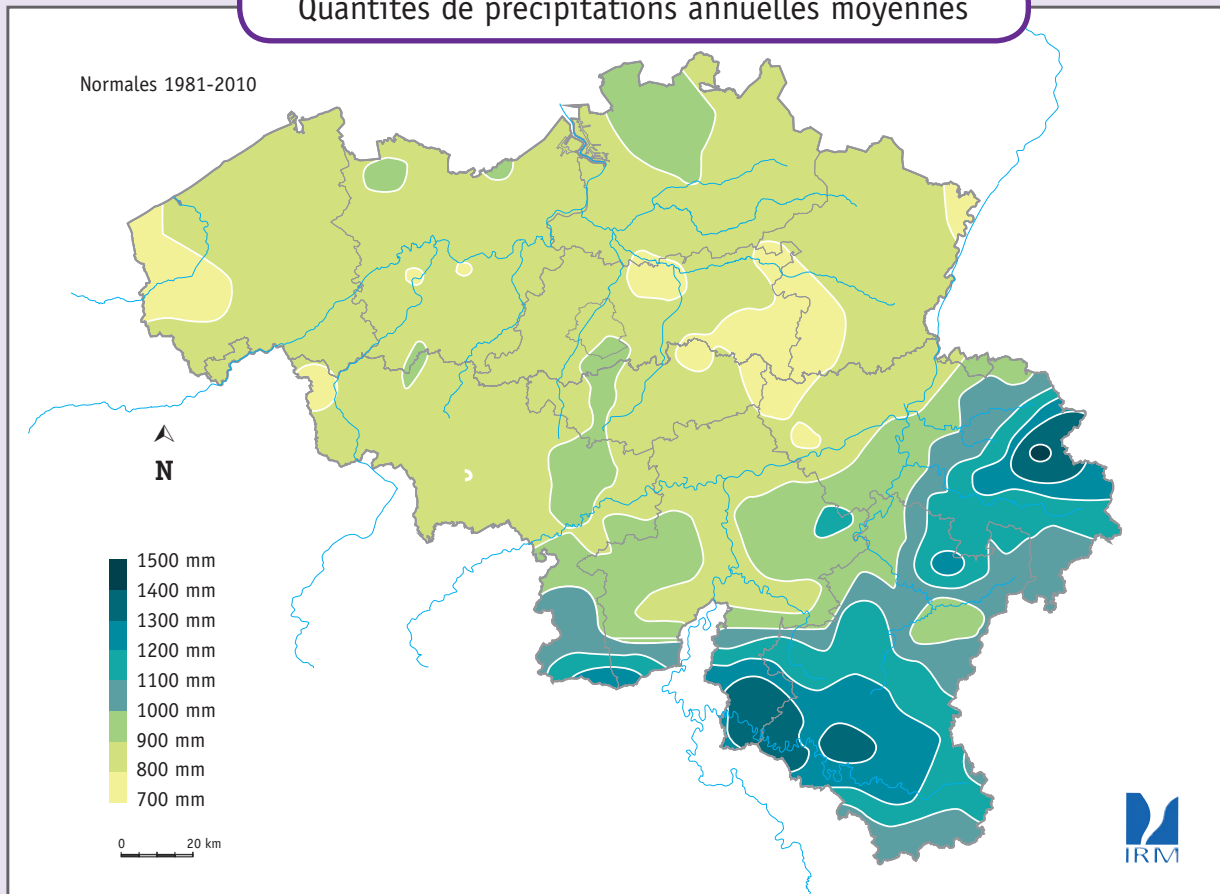 Quantités de précipitations annuelles moyennes
Normales 1981-2010
N
1500 mm
1400 mm
1300 mm
1200 mm
1100 mm
1000 mm
900 mm
800 mm
700 mm
0 20 km
IRM